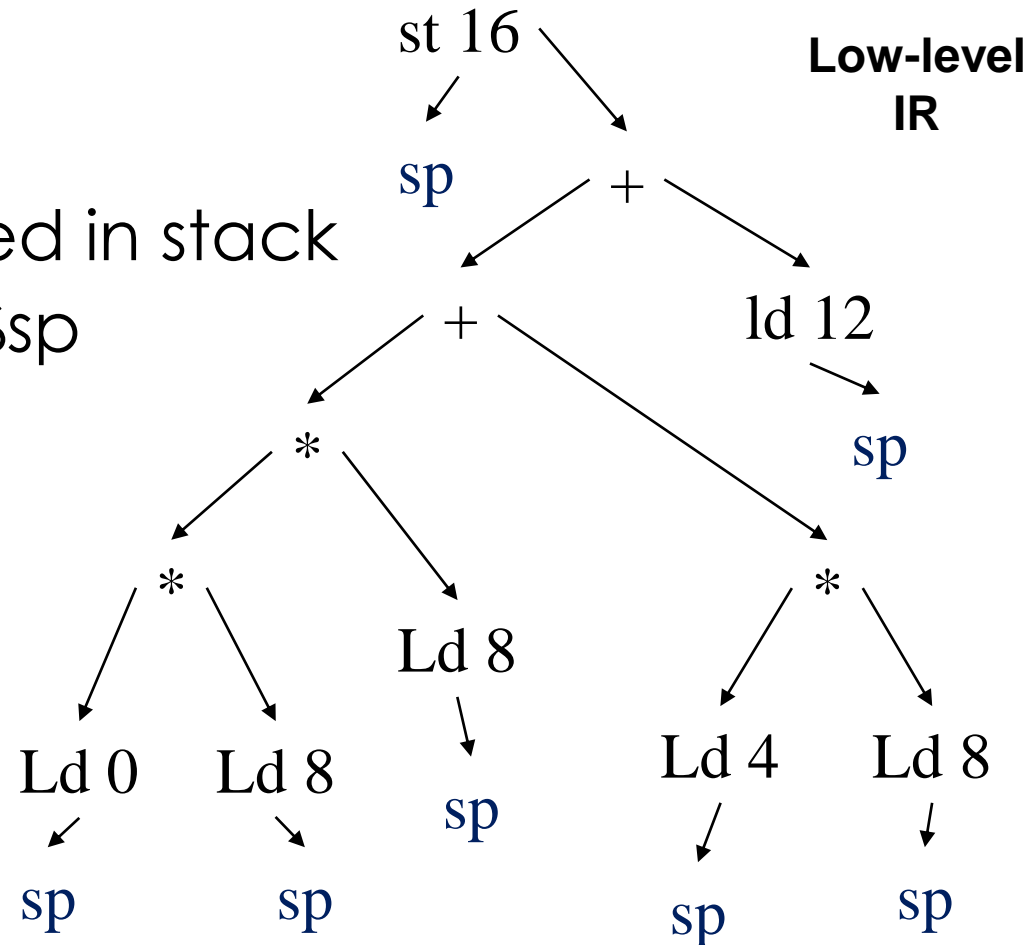 st 16
Low-level
IR
sp
+
ed in stack
$sp
+
ld 12
*
sp
*
*
Ld 8
Ld 0
Ld 8
Ld 4
Ld 8
sp
sp
sp
sp
sp